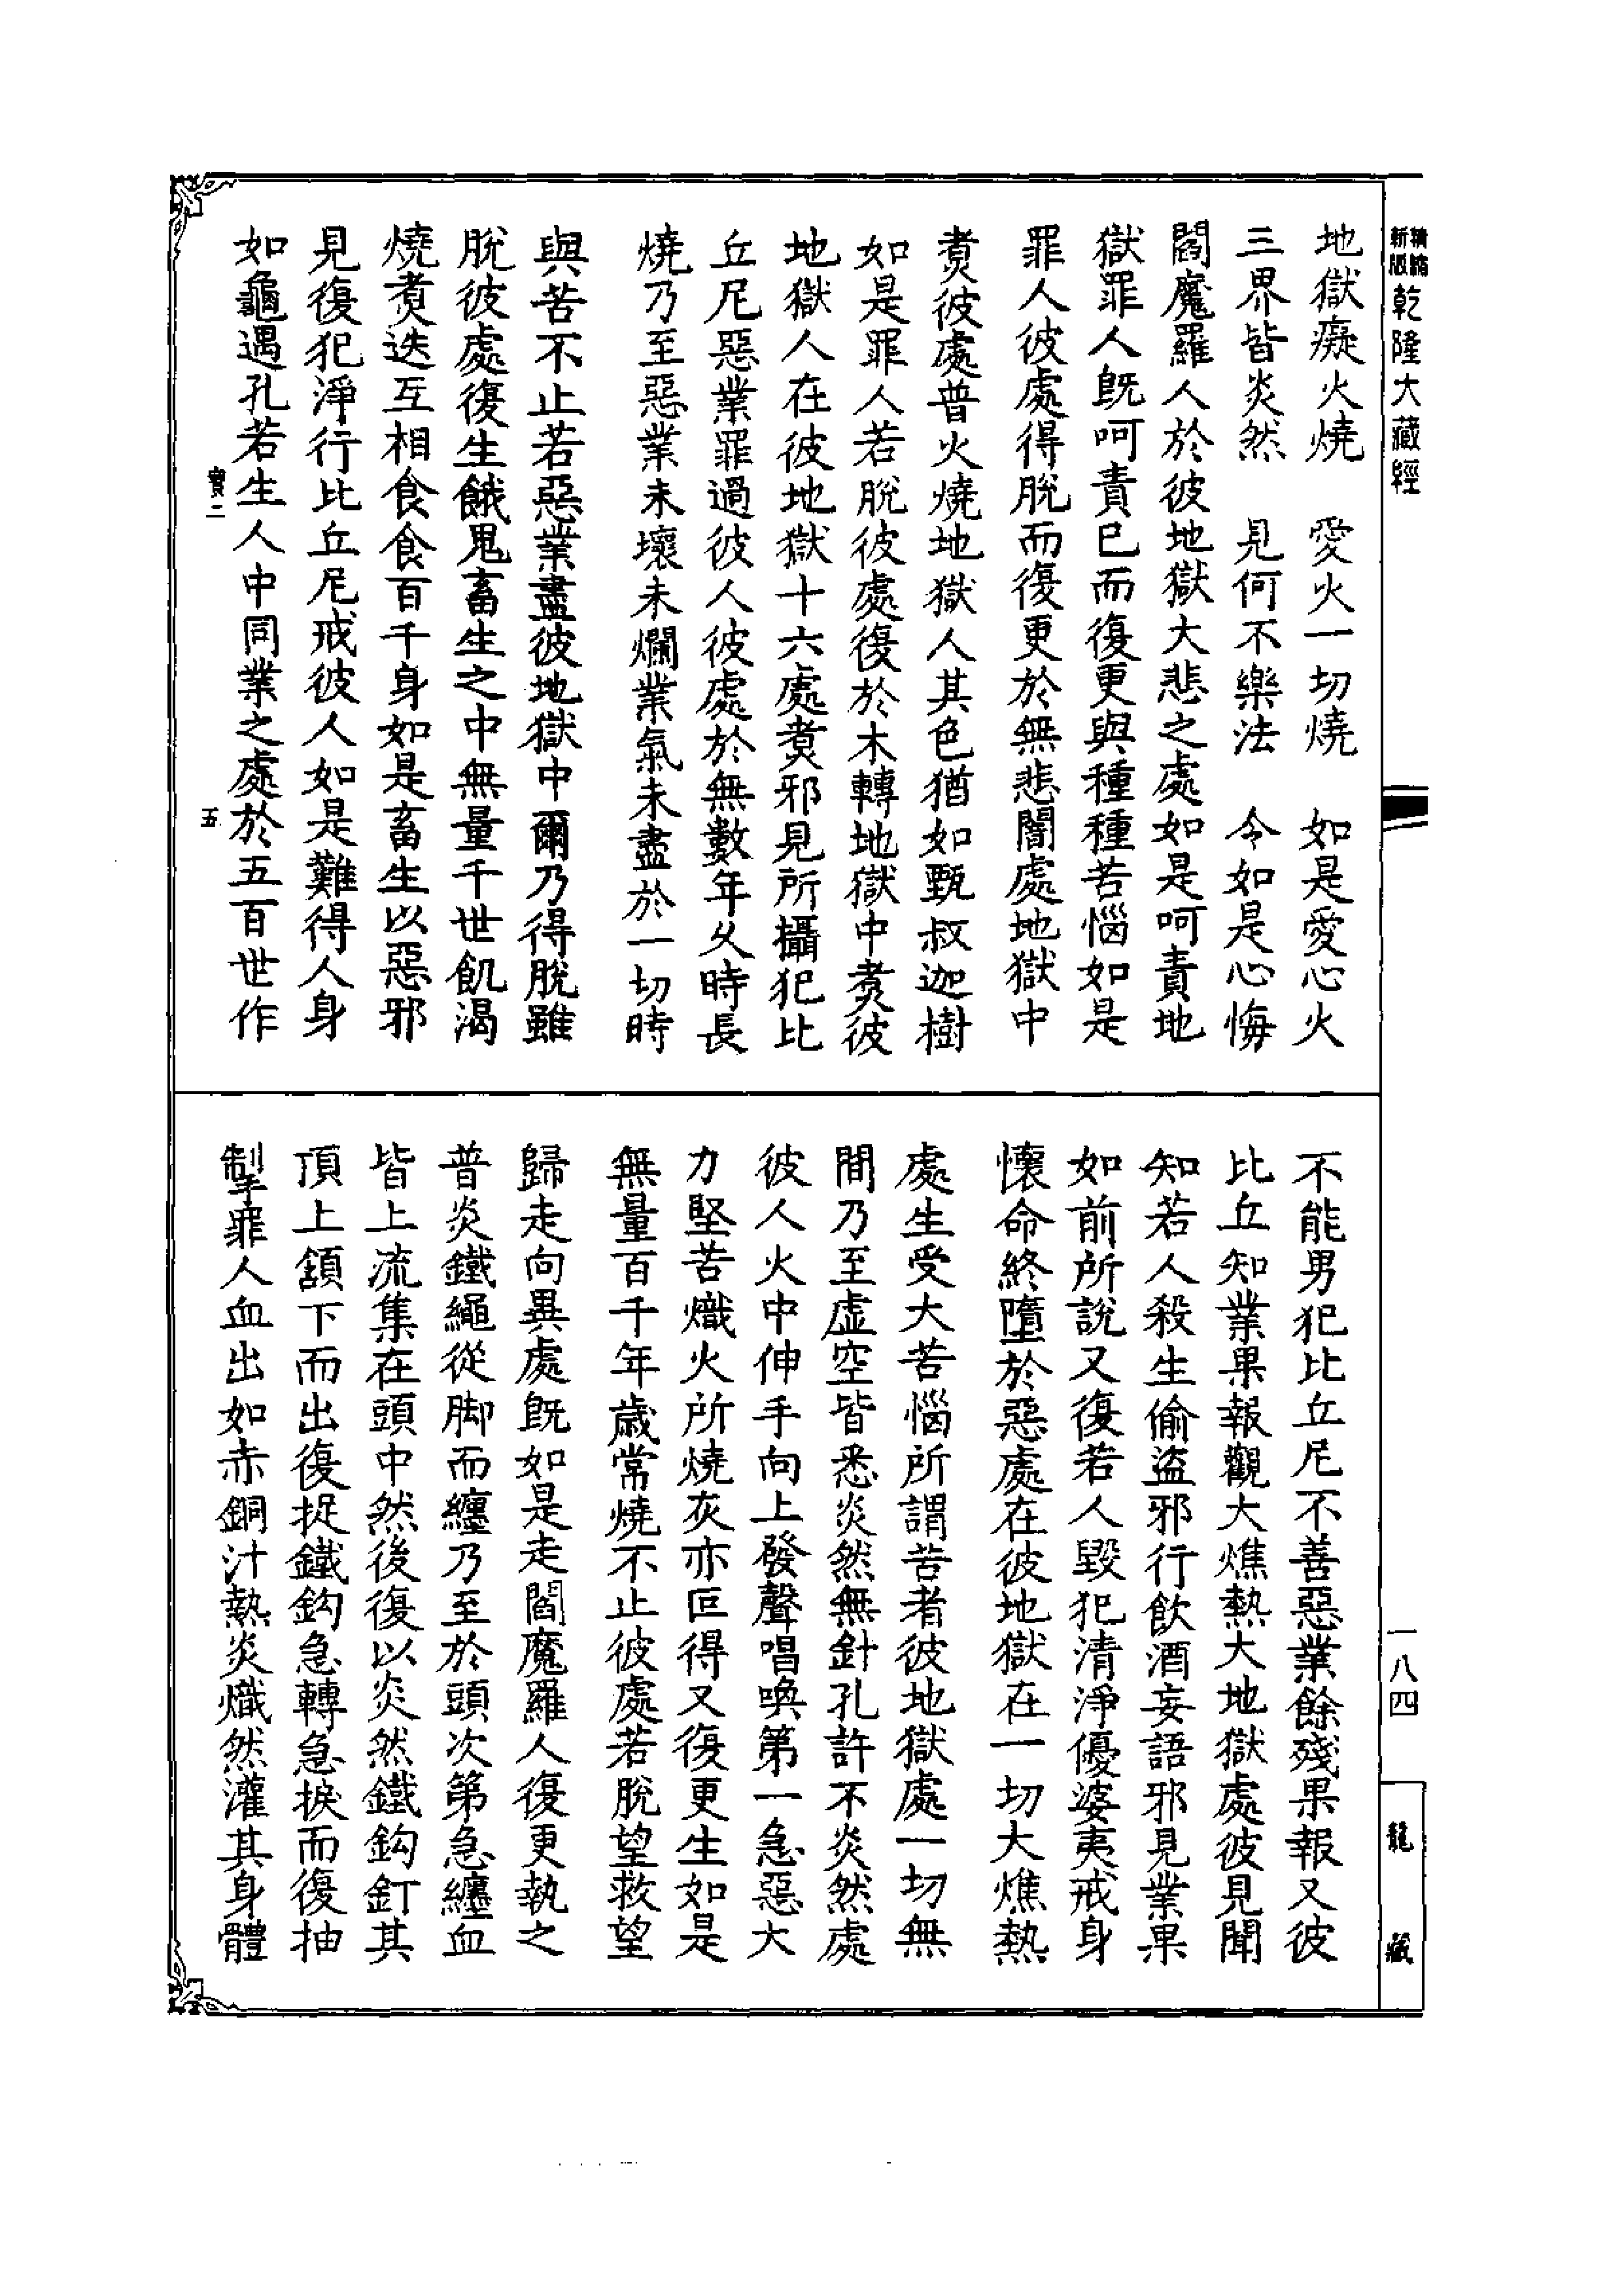 精縮
新版
乾隆大藏經
地獄癡火燒　愛火一切燒　如是愛心火
三界皆炎然　見何不樂法　今如是心悔
閻魔羅人於彼地獄大悲之處如是呵責地
獄罪人旣呵責已而復更與種種苦惱如是
罪人彼處得脫而復更於無悲闇處地獄中
煑彼處普火燒地獄人其色猶如甄叔迦樹
如是罪人若脫彼處復於木轉地獄中煑彼
地獄人在彼地獄十六處煑邪見所攝犯比
丘尼惡業罪過彼人彼處於無數年久時長
燒乃至惡業未壞未爛業氣未盡於一切時
與苦不止若惡業盡彼地獄中爾乃得脫雖
脫彼處復生餓鬼畜生之中無量千世飢渴
燒煑迭互相食食百千身如是畜生以惡邪
見復犯淨行比丘尼戒彼人如是難得人身
如龜遇孔若生人中同業之處於五百世作
寶二
五
不能男犯比丘尼不善惡業餘殘果報又彼
比丘知業果報觀大燋熱大地獄處彼見聞
知若人殺生偷盜邪行飲酒妄語邪見業果
如前所說又復若人毀犯清淨優婆夷戒身
懷命終墮於惡處在彼地獄在一切大燋熱
處生受大苦惱所謂苦者彼地獄處一切無
間乃至虛空皆悉炎然無針孔許不炎然處
彼人火中伸手向上發聲唱喚第一急惡大
力堅苦熾火所燒灰亦叵得又復更生如是
無量百千年歲常燒不止彼處若脫望救望
歸走向異處旣如是走閻魔羅人復更執之
普炎鐵繩從脚而纏乃至於頭次第急纏血
皆上流集在頭中然後復以炎然鐵鉤釘其
頂上頷下而出復捉鐵鉤急轉急捩而復抽
掣罪人血出如赤銅汁熱炎熾然灌其身體
一八四
龍藏